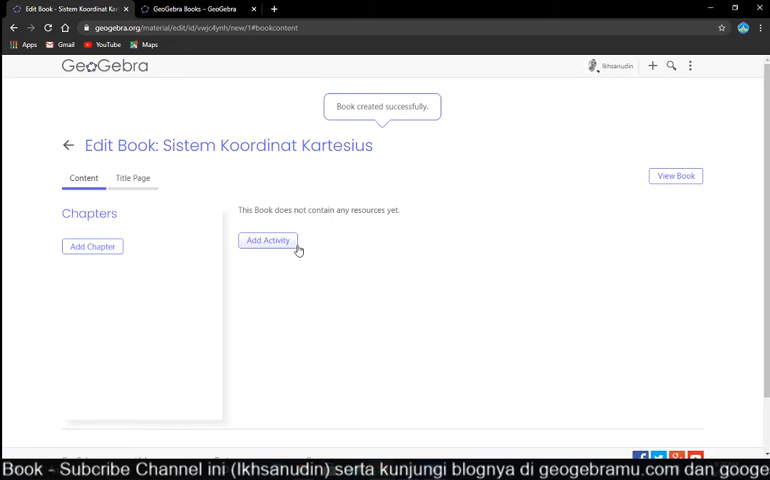 Edit Book - Sistem Koordinat Kar
GeoGebra Books – GeoGebra
geogebra.org/material/edit/id/vwjc4ynh/new/1#bookcontent
Apps
Gmail
YouTube
Maps
GeoGebra
Ikhsanudin
Book created successfully.
Edit Book: Sistem Koordinat Kartesius
Content
Title Page
View Book
Chapters
This Book does not contain any resources yet.
Add Chapter
Add Activity
Book - Subcribe Channel ini (Ikhsanudin) serta kunjungi blognya di geogebramu.com dan googe